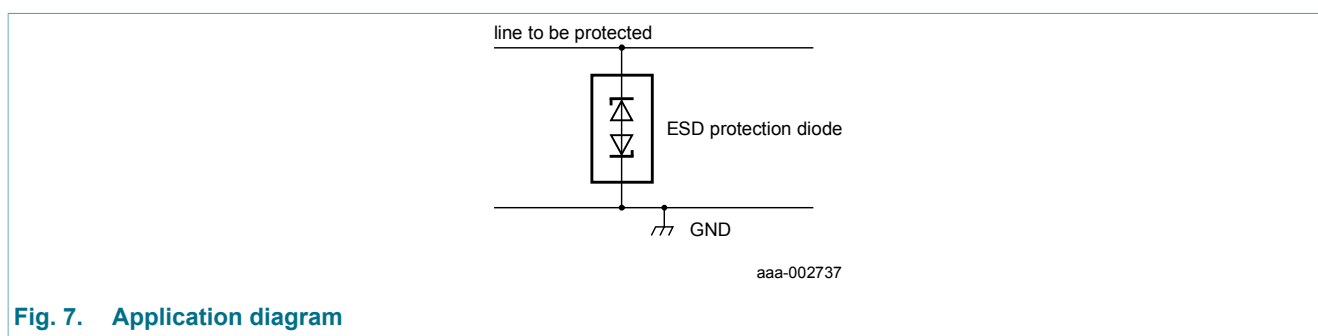 line to be protected
ESD protection diode
GND
aaa-002737
Fig. 7. Application diagram